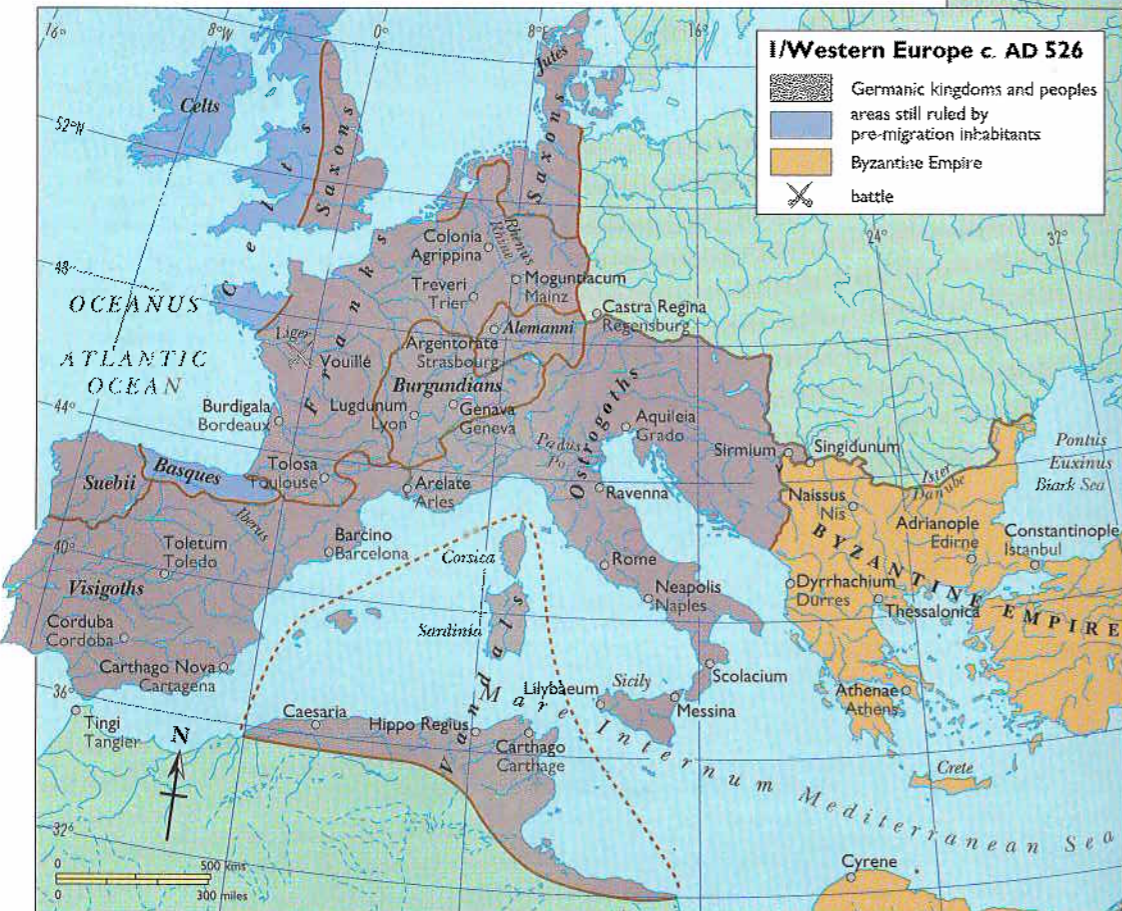 16°
8°W
0°
8°E
16°
I/Western Europe c. AD 526
Germanic kingdoms and peoples
areas still ruled by
pre-migration inhabitants
Byzantine Empire
battle
24°
32°
52°N
48°
44°
40°
36°
32°
Celts
Celts
Saxons
Jutes
Saxons
Franks
Colonia
Agrippina
Rhenus
Rhine
Treveri
Trier
Moguntiacum
Mainz
Castra Regina
Regensburg
Alemanni
Argentorate
Strasbourg
OCEANUS
ATLANTIC
OCEAN
Liger
Vouillé
Burgundians
Lugdunum
Lyon
Genava
Geneva
Burdigala
Bordeaux
Ostrogoths
Aquileia
Grado
Padus
Po
Sirmium
Singidunum
Pontus
Euxinus
Black Sea
Suebii
Basques
Tolosa
Toulouse
Arelate
Arles
Ravenna
Ister
Danube
Naissus
Nis
Iberus
Barcino
Barcelona
Adrianople
Edirne
Constantinople
Istanbul
Toletum
Toledo
Corsica
Rome
BYZANTINE EMPIRE
Visigoths
Neapolis
Naples
Dyrrhachium
Durres
Thessalonica
Corduba
Cordoba
Sardinia
Vandals
Carthago Nova
Cartagena
Scolacium
Lilybaeum
Sicily
Messina
Athenae
Athens
Tingi
Tangier
Caesaria
Hippo Regius
Carthago
Carthage
Mare Internum Mediterranean Sea
Crete
Cyrene
N
0
500 kms
0
300 miles